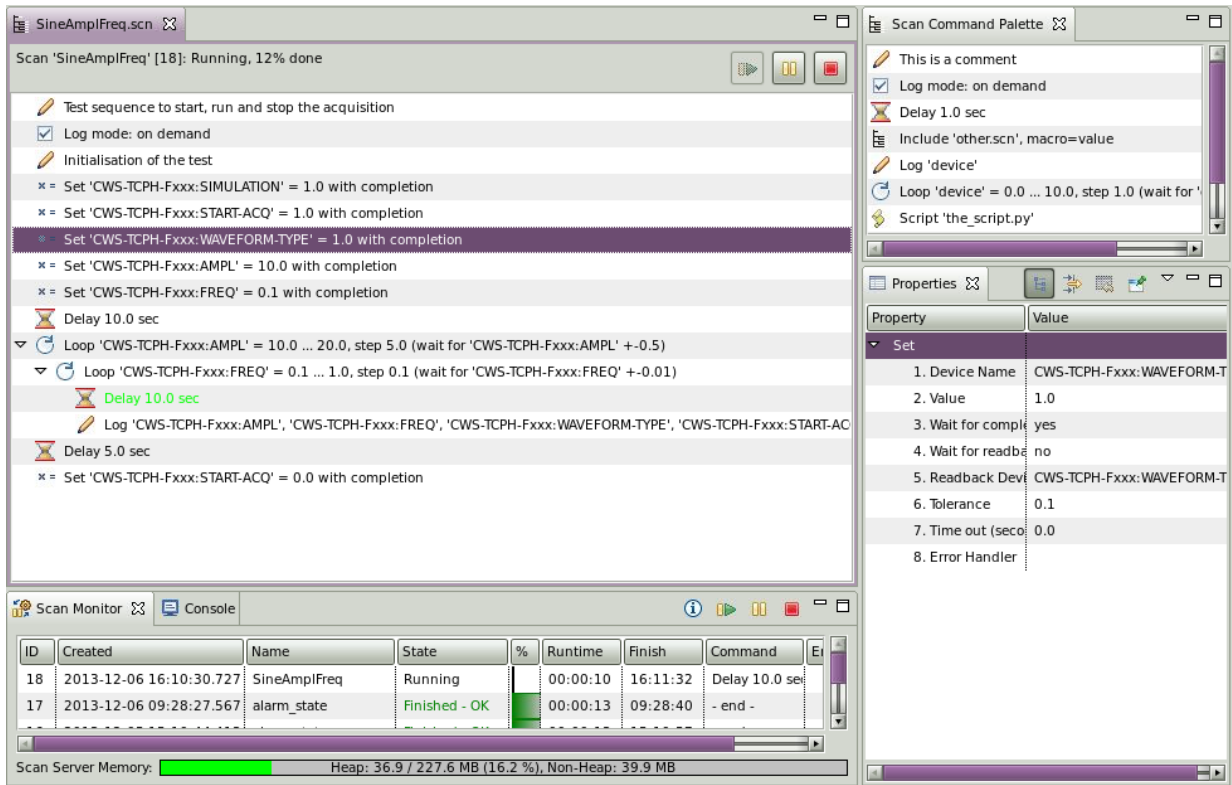 SineAmplFreq.scn
Scan 'SineAmplFreq' [18]: Running, 12% done
Test sequence to start, run and stop the acquisition
Log mode: on demand
Initialisation of the test
Set 'CWS-TCPH-Fxxx:SIMULATION' = 1.0 with completion
Set 'CWS-TCPH-Fxxx:START-ACQ' = 1.0 with completion
Set 'CWS-TCPH-Fxxx:WAVEFORM-TYPE' = 1.0 with completion
Set 'CWS-TCPH-Fxxx:AMPL' = 10.0 with completion
Set 'CWS-TCPH-Fxxx:FREQ' = 0.1 with completion
Delay 10.0 sec
Loop 'CWS-TCPH-Fxxx:AMPL' = 10.0 ... 20.0, step 5.0 (wait for 'CWS-TCPH-Fxxx:AMPL' +-0.5)
Loop 'CWS-TCPH-Fxxx:FREQ' = 0.1 ... 1.0, step 0.1 (wait for 'CWS-TCPH-Fxxx:FREQ' +-0.01)
Delay 10.0 sec
Log 'CWS-TCPH-Fxxx:AMPL', 'CWS-TCPH-Fxxx:FREQ', 'CWS-TCPH-Fxxx:WAVEFORM-TYPE', 'CWS-TCPH-Fxxx:START-AC
Delay 5.0 sec
Set 'CWS-TCPH-Fxxx:START-ACQ' = 0.0 with completion
Scan Command Palette
This is a comment
Log mode: on demand
Delay 1.0 sec
Include 'other.scn', macro=value
Log 'device'
Loop 'device' = 0.0 ... 10.0, step 1.0 (wait for '
Script 'the_script.py'
Properties
Property Value
Set
1. Device Name CWS-TCPH-Fxxx:WAVEFORM-T
2. Value 1.0
3. Wait for comple yes
4. Wait for readba no
5. Readback Devi CWS-TCPH-Fxxx:WAVEFORM-T
6. Tolerance 0.1
7. Time out (seco 0.0
8. Error Handler
Scan Monitor Console
ID Created Name State % Runtime Finish Command Er
18 2013-12-06 16:10:30.727 SineAmplFreq Running 00:00:10 16:11:32 Delay 10.0 sec
17 2013-12-06 09:28:27.567 alarm_state Finished - OK 00:00:13 09:28:40 - end -
Scan Server Memory: Heap: 36.9 / 227.6 MB (16.2 %), Non-Heap: 39.9 MB